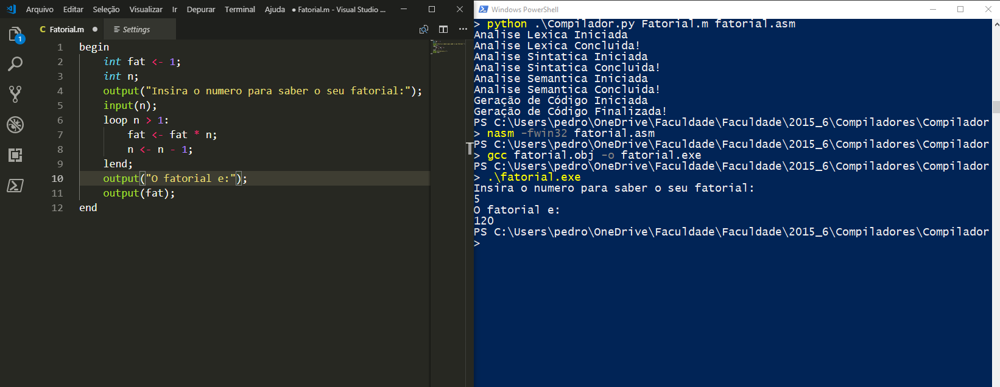 Arquivo Editar Seleção Visualizar Ir Depurar Terminal Ajuda ● Fatorial.m - Visual Studio ...
C Fatorial.m ● Settings
1
1 begin
2 int fat <- 1;
3 int n;
4 output("Insira o numero para saber o seu fatorial:");
5 input(n);
6 loop n > 1:
7 fat <- fat * n;
8 n <- n - 1;
9 lend;
10 output("O fatorial e:");
11 output(fat);
12 end
Windows PowerShell
> python .\Compilador.py Fatorial.m fatorial.asm
Analise Lexica Iniciada
Analise Lexica Concluida!
Analise Sintatica Iniciada
Analise Sintatica Concluida!
Analise Semantica Iniciada
Analise Semantica Concluida!
Geração de Código Iniciada
Geração de Código Finalizada!
PS C:\Users\pedro\OneDrive\Faculdade\Faculdade\2015_6\Compiladores\Compilador
> nasm -fwin32 fatorial.asm
PS C:\Users\pedro\OneDrive\Faculdade\Faculdade\2015_6\Compiladores\Compilador
> gcc fatorial.obj -o fatorial.exe
PS C:\Users\pedro\OneDrive\Faculdade\Faculdade\2015_6\Compiladores\Compilador
> .\fatorial.exe
Insira o numero para saber o seu fatorial:
5
O fatorial e:
120
PS C:\Users\pedro\OneDrive\Faculdade\Faculdade\2015_6\Compiladores\Compilador
>